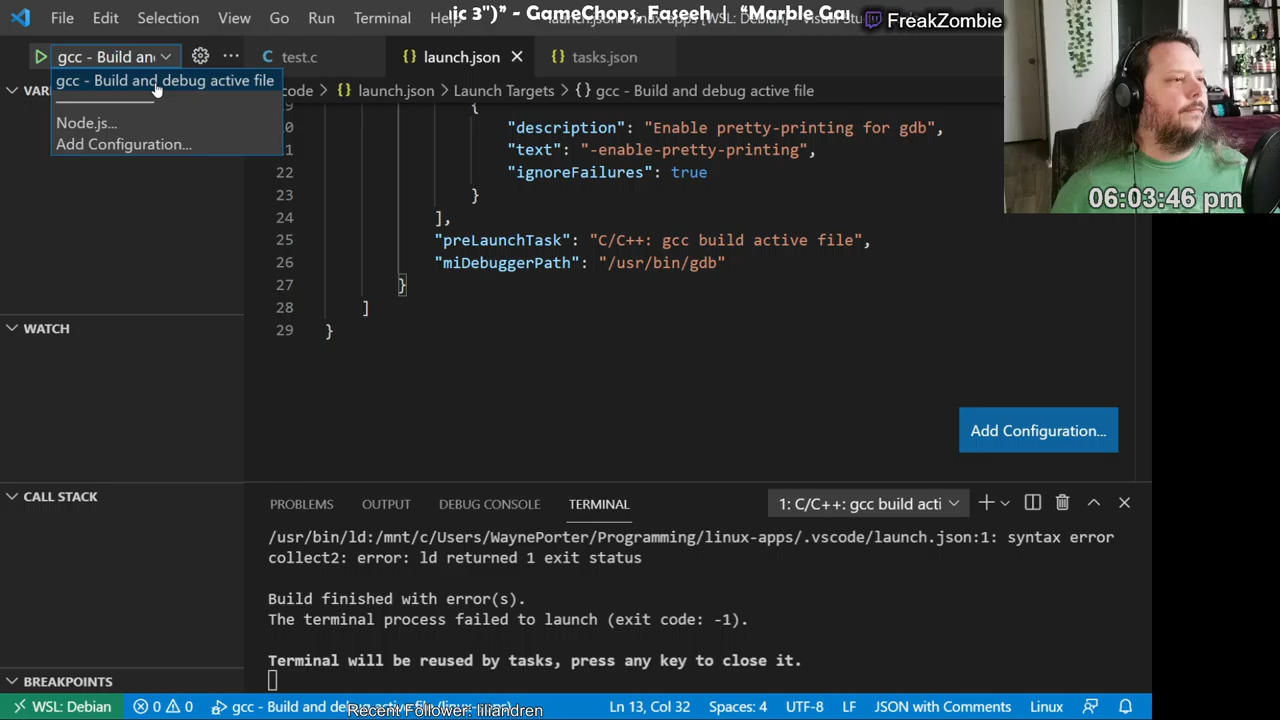 ic 3")” - GameChops, Faseeh | “Marble Ga
FreakZombie
File Edit Selection View Go Run Terminal
gcc - Build an
test.c
launch.json
tasks.json
gcc - Build and debug active file
Node.js...
Add Configuration...
code > launch.json > Launch Targets > {} gcc - Build and debug active file
06:03:46 pm
{
"description": "Enable pretty-printing for gdb",
"text": "-enable-pretty-printing",
22 "ignoreFailures": true
23 }
24 ],
25 "preLaunchTask": "C/C++: gcc build active file",
26 "miDebuggerPath": "/usr/bin/gdb"
27 }
28 ]
29 }
Add Configuration...
VAR
WATCH
CALL STACK
BREAKPOINTS
PROBLEMS OUTPUT DEBUG CONSOLE TERMINAL
1: C/C++: gcc build acti
/usr/bin/ld:/mnt/c/Users/WaynePorter/Programming/linux-apps/.vscode/launch.json:1: syntax error
collect2: error: ld returned 1 exit status
Build finished with error(s).
The terminal process failed to launch (exit code: -1).
Terminal will be reused by tasks, press any key to close it.
WSL: Debian 0 0 gcc - Build and debug active file
Ln 13, Col 32 Spaces: 4 UTF-8 LF JSON with Comments Linux
Recent Follower: liliandren